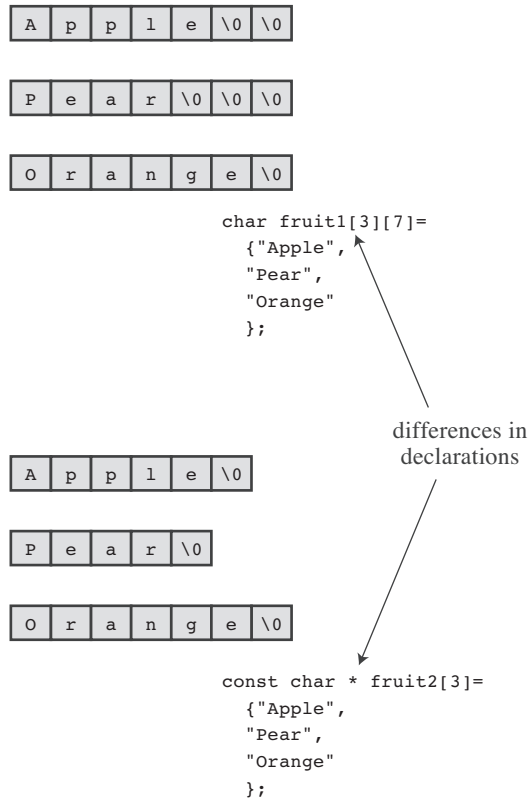 A p p l e \0 \0
P e a r \0 \0 \0
O r a n g e \0
char fruit1[3][7]=
{"Apple",
"Pear",
"Orange"
};
differences in
declarations
A p p l e \0
P e a r \0
O r a n g e \0
const char * fruit2[3]=
{"Apple",
"Pear",
"Orange"
};